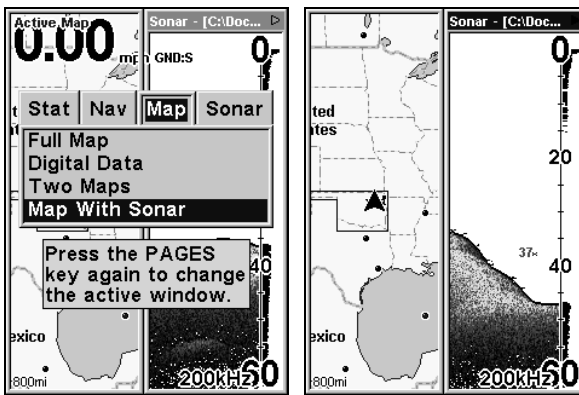 Active Map
0.00 mph GND:S
Sonar - [C:\Doc...
0
Stat Nav Map Sonar
Full Map
Digital Data
Two Maps
Map With Sonar
Press the PAGES
key again to change
the active window.
40
exico
800mi
200kHz 60
Sonar - [C:\Doc...
0
ted
tes
20
37
40
exico
800mi
200kHz 60